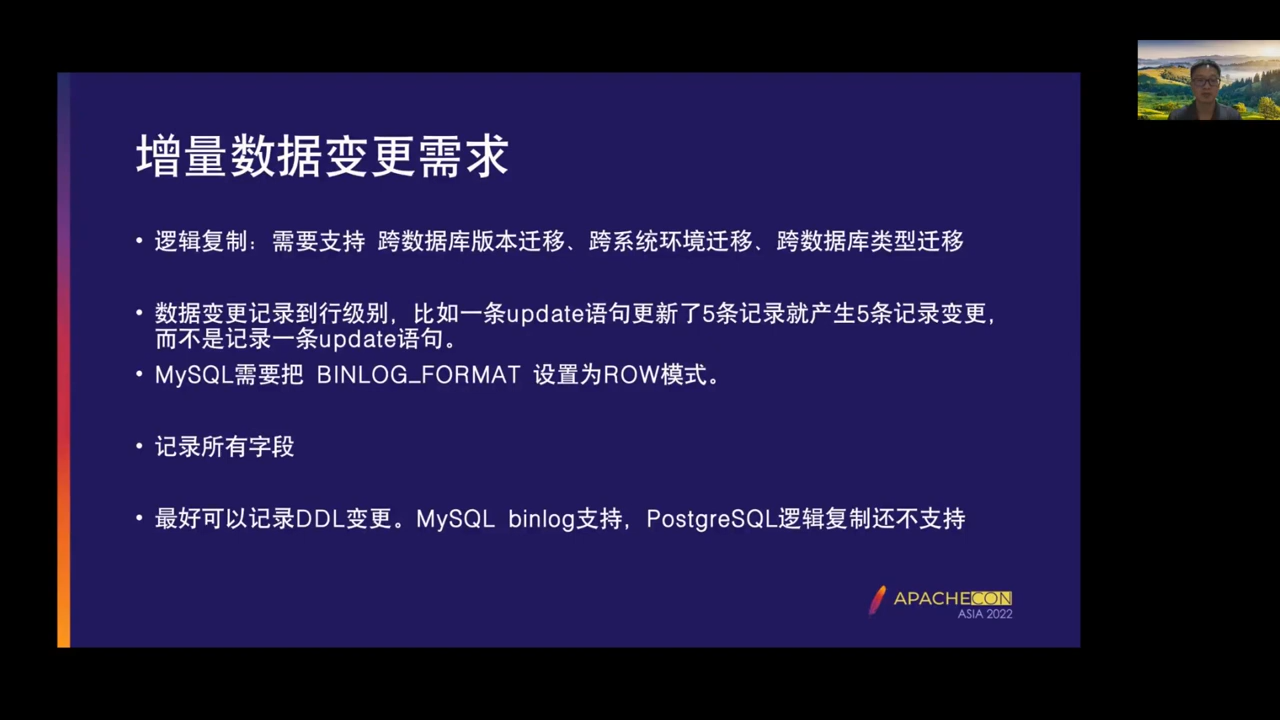 增量数据变更需求
• 逻辑复制：需要支持 跨数据库版本迁移、跨系统环境迁移、跨数据库类型迁移
• 数据变更记录到行级别，比如一条update语句更新了5条记录就产生5条记录变更，
而不是记录一条update语句。
• MySQL需要把 BINLOG_FORMAT 设置为ROW模式。
• 记录所有字段
• 最好可以记录DDL变更。MySQL binlog支持，PostgreSQL逻辑复制还不支持
APACHECON
ASIA 2022